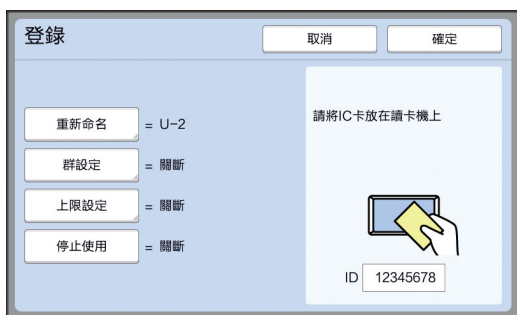 登錄
取消
確定
重新命名 = U-2
群設定 = 關斷
上限設定 = 關斷
停止使用 = 關斷
請將IC卡放在讀卡機上
ID 12345678